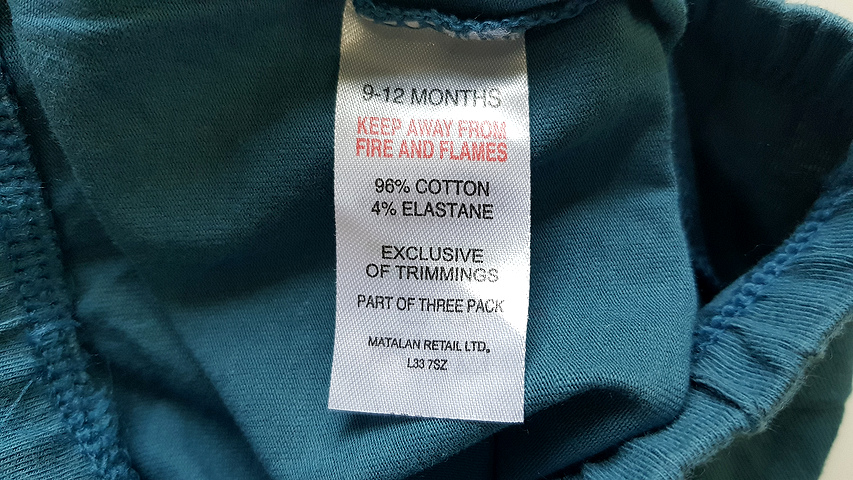 9-12 MONTHS
KEEP AWAY FROM
FIRE AND FLAMES
96% COTTON
4% ELASTANE
EXCLUSIVE
OF TRIMMINGS
PART OF THREE PACK
MATALAN RETAIL LTD.
L33 7SZ